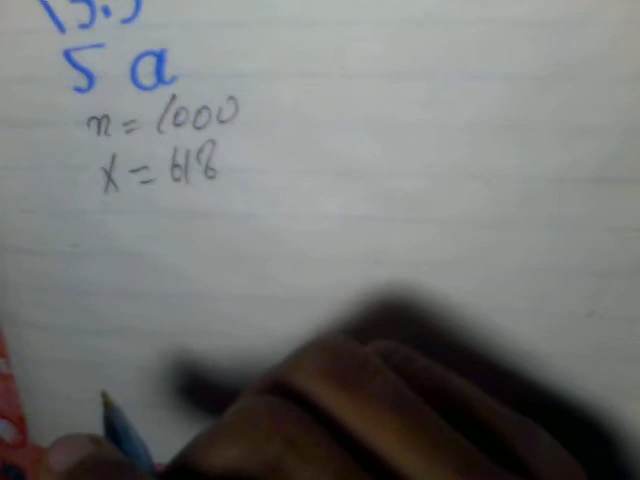 5 a
n = 1000
x = 618